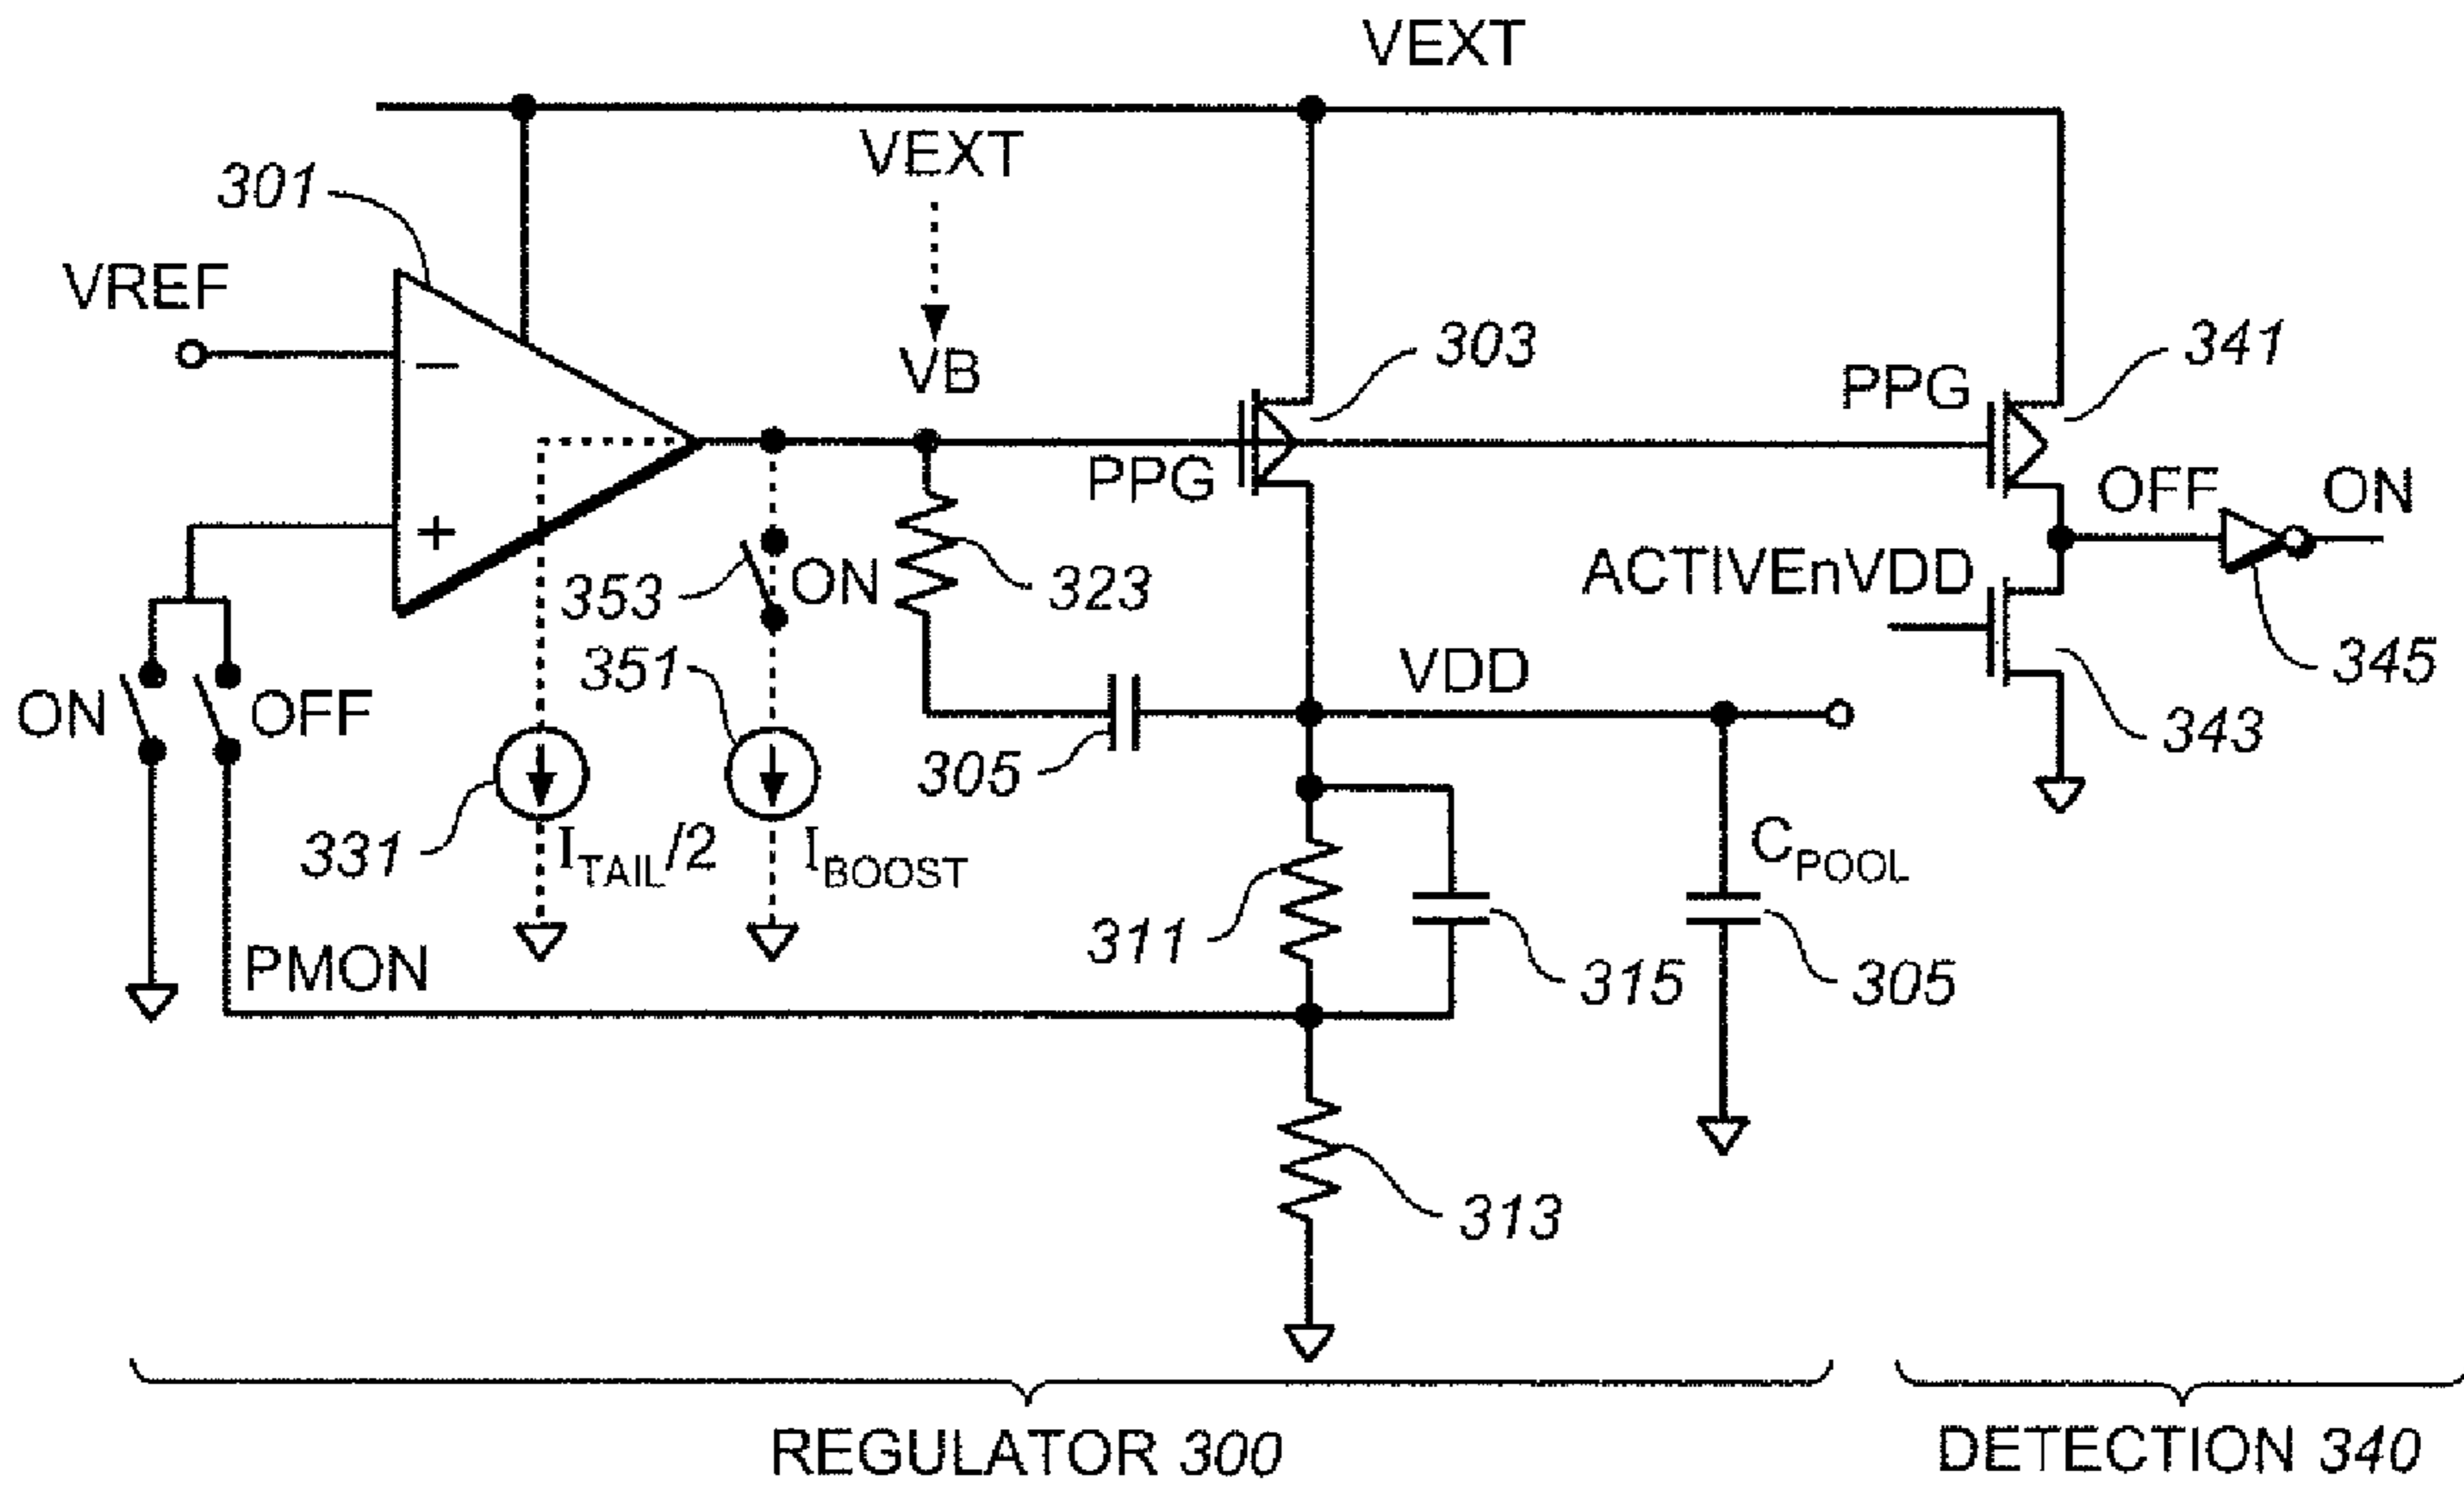 VEXT
VEXT
301
VREF
VB
303
341
PPG
PPG
−
+
OFF
ON
353
ON
323
ACTIVEnVDD
351
VDD
345
ON
OFF
305
343
331
ITAIL/2
IBOOST
CPOOL
311
PMON
315
305
313
REGULATOR 300
DETECTION 340